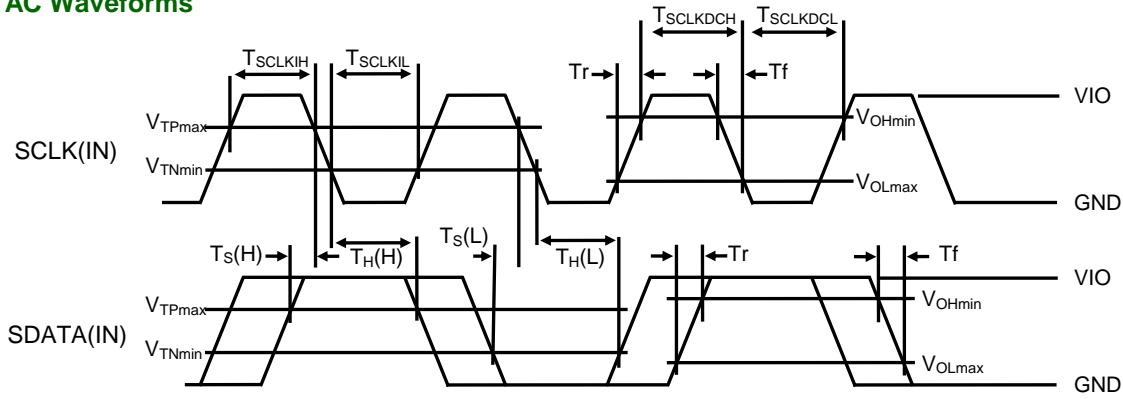 AC Waveforms
TSCLKDCH TSCLKDCL
TSCLKIH TSCLKIL
Tr Tf
VIO
VTPmax
VOHmin
SCLK(IN)
VTNmin
VOLmax
GND
TS(H) TH(H) TS(L) TH(L) Tr Tf
VIO
VTPmax
VOHmin
SDATA(IN)
VTNmin
VOLmax
GND